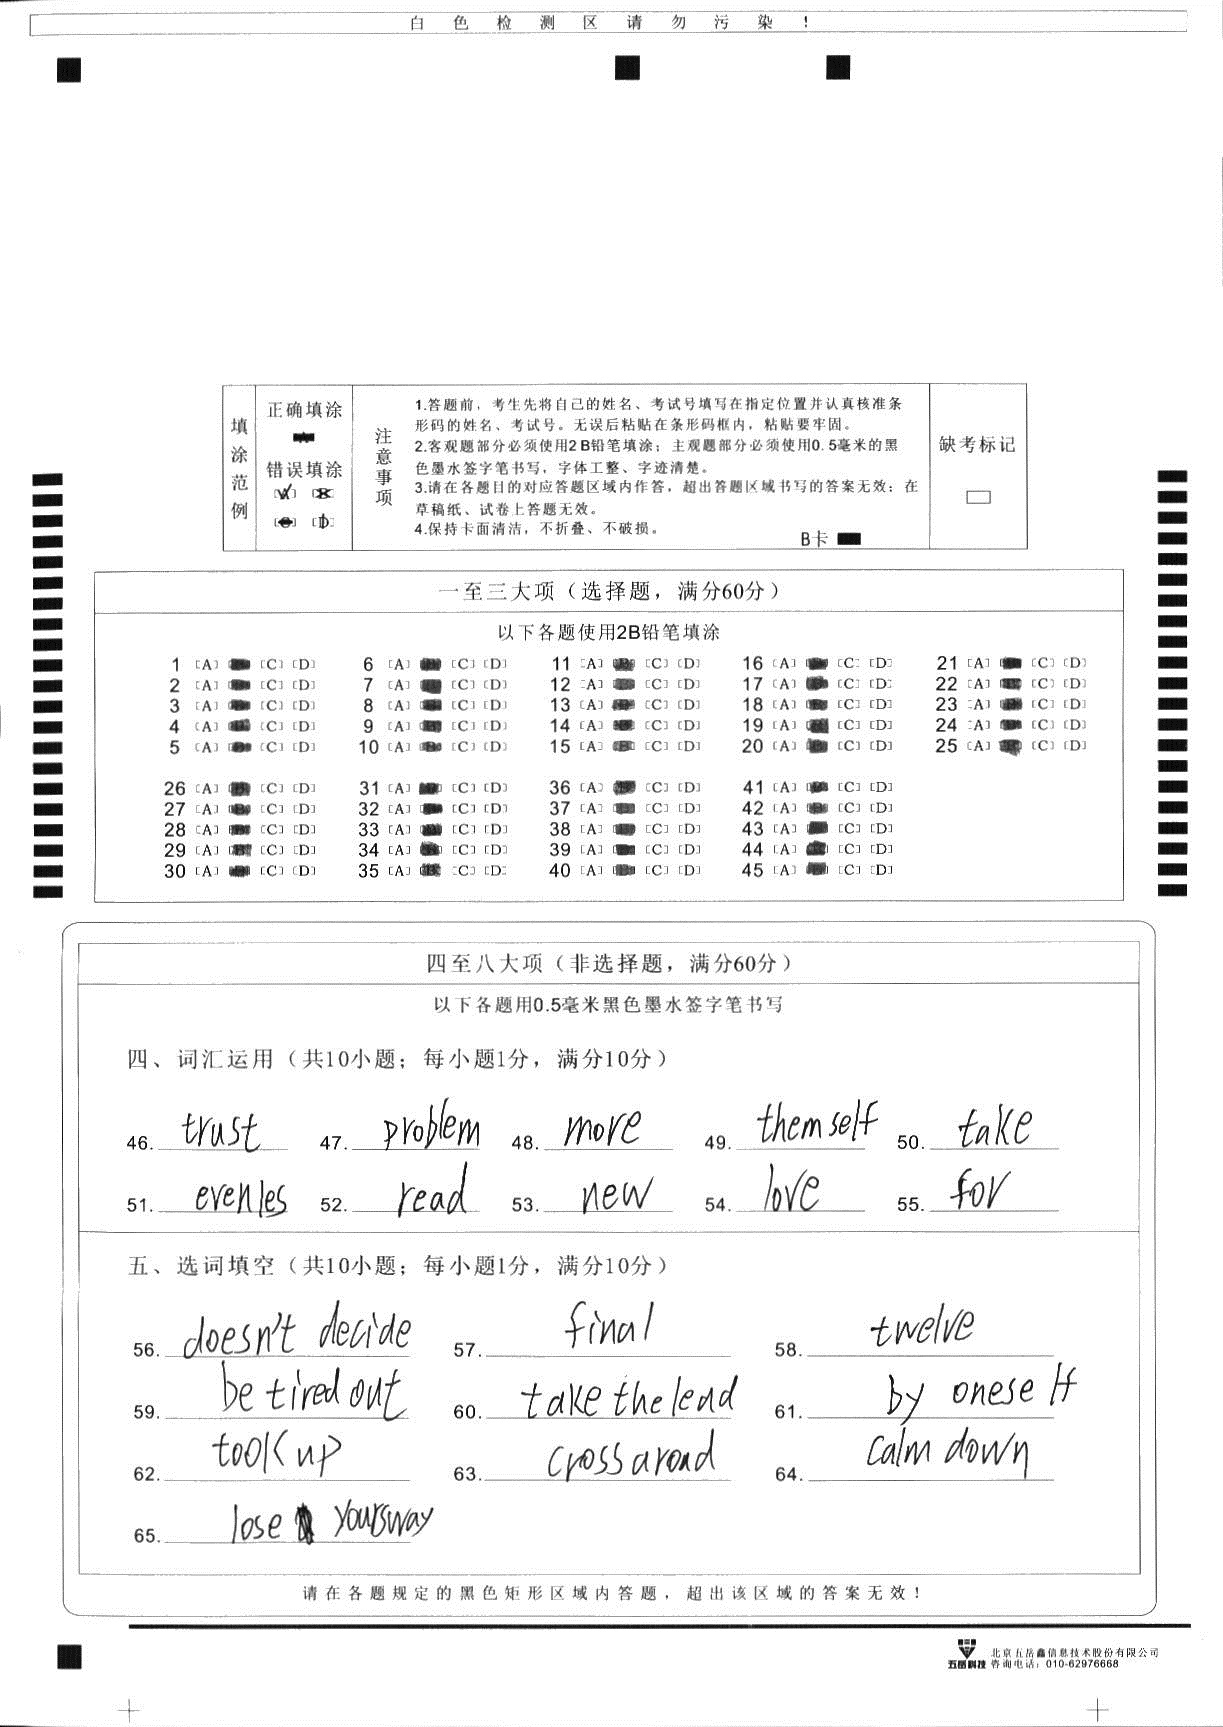 白色检测区请勿污染!
填涂范例
正确填涂
错误填涂
[A] [B]
[C] [D]
注意事项
1.答题前,考生先将自己的姓名、考试号填写在指定位置并认真核准条
形码的姓名、考试号。无误后粘贴在条形码框内,粘贴要牢固。
2.客观题部分必须使用2B铅笔填涂;主观题部分必须使用0.5毫米的黑
色墨水签字笔书写,字体工整、字迹清楚。
3.请在各题目的对应答题区域内作答,超出答题区域书写的答案无效;在
草稿纸、试卷上答题无效。
4.保持卡面清洁,不折叠、不破损。
B卡
缺考标记
一至三大项(选择题,满分60分)
以下各题使用2B铅笔填涂
1 [A] [C] [D] 6 [A] [C] [D] 11 [A] [C] [D] 16 [A] [C] [D] 21 [A] [C] [D]
2 [A] [C] [D] 7 [A] [C] [D] 12 [A] [C] [D] 17 [A] [C] [D] 22 [A] [C] [D]
3 [A] [C] [D] 8 [A] [C] [D] 13 [A] [C] [D] 18 [A] [C] [D] 23 [A] [C] [D]
4 [A] [C] [D] 9 [A] [C] [D] 14 [A] [C] [D] 19 [A] [C] [D] 24 [A] [C] [D]
5 [A] [C] [D] 10 [A] [C] [D] 15 [A] [C] [D] 20 [A] [C] [D] 25 [A] [C] [D]
26 [A] [C] [D] 31 [A] [C] [D] 36 [A] [C] [D] 41 [A] [C] [D]
27 [A] [C] [D] 32 [A] [C] [D] 37 [A] [C] [D] 42 [A] [C] [D]
28 [A] [C] [D] 33 [A] [C] [D] 38 [A] [C] [D] 43 [A] [C] [D]
29 [A] [C] [D] 34 [A] [C] [D] 39 [A] [C] [D] 44 [A] [C] [D]
30 [A] [C] [D] 35 [A] [C] [D] 40 [A] [C] [D] 45 [A] [C] [D]
四至八大项(非选择题,满分60分)
以下各题用0.5毫米黑色墨水签字笔书写
四、词汇运用(共10小题;每小题1分,满分10分)
46. trust 47. problem 48. more 49. themself 50. take
51. evenles 52. read 53. new 54. love 55. for
五、选词填空(共10小题;每小题1分,满分10分)
56. doesn't decide 57. final 58. twelve
59. be tired out 60. take the lead 61. by oneself
62. took up 63. cross a road 64. calm down
65. lose yoursway
请在各题规定的黑色矩形区域内答题,超出该区域的答案无效!
五岳科技 北京五岳鑫信息技术股份有限公司
咨询电话:010-62976668